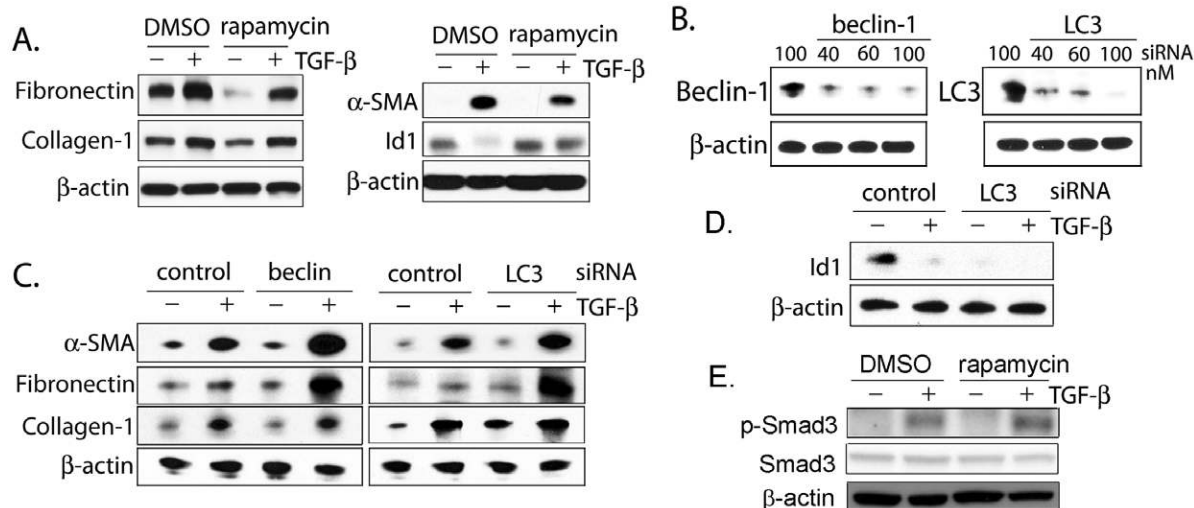 A.
DMSO rapamycin
− + − + TGF-β
Fibronectin
Collagen-1
β-actin
DMSO rapamycin
− + − + TGF-β
α-SMA
Id1
β-actin
B.
beclin-1
100 40 60 100
Beclin-1
β-actin
LC3
100 40 60 100 siRNA
nM
LC3
C.
control beclin control LC3 siRNA
− + − + − + − + TGF-β
α-SMA
Fibronectin
Collagen-1
β-actin
D.
control LC3 siRNA
− + − + TGF-β
Id1
β-actin
E.
DMSO rapamycin
− + − + TGF-β
p-Smad3
Smad3
β-actin